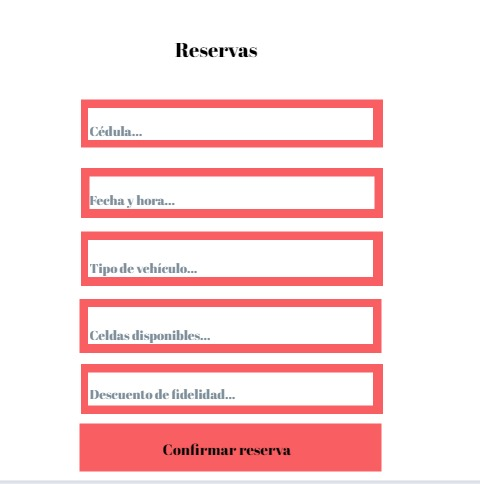 Reservas
Cédula...
Fecha y hora...
Tipo de vehículo...
Celdas disponibles...
Descuento de fidelidad...
Confirmar reserva